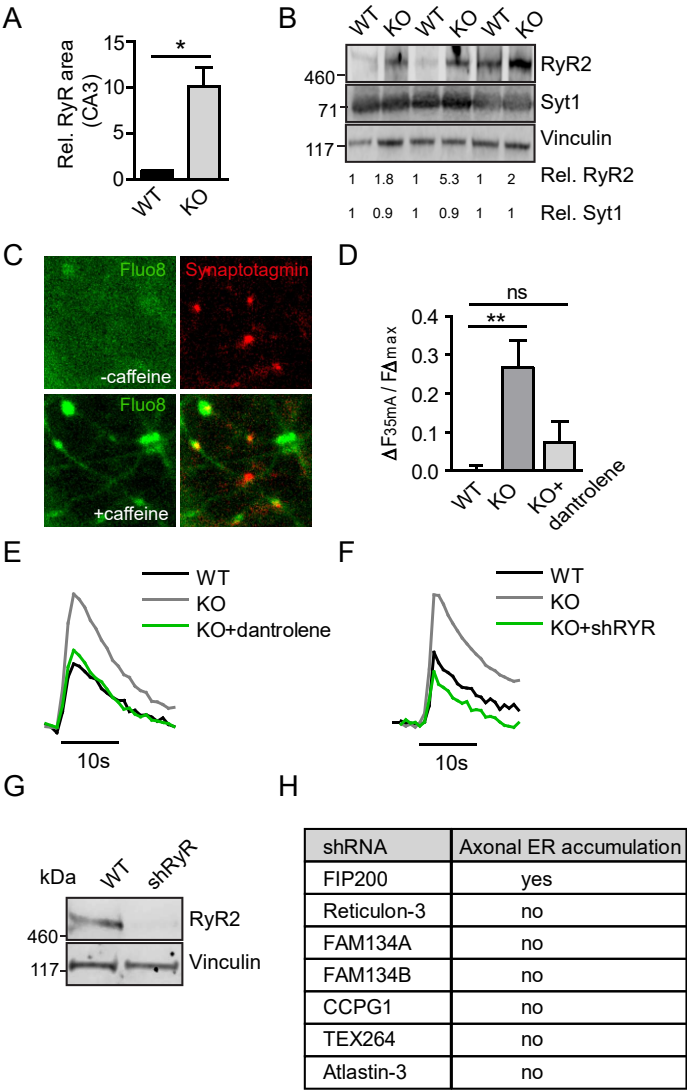 A
Rel. RyR area
(CA3)
15
10
5
0
*
WT
KO
B
WT KO WT KO WT KO
460
RyR2
71
Syt1
117
Vinculin
1 1.8 1 5.3 1 2 Rel. RyR2
1 0.9 1 0.9 1 1 Rel. Syt1
C
Fluo8
Synaptotagmin
-caffeine
Fluo8
+caffeine
D
ns
**
ΔF35mA / FΔmax
0.4
0.3
0.2
0.1
0.0
WT
KO
KO+
dantrolene
E
WT
KO
KO+dantrolene
10s
F
WT
KO
KO+shRYR
10s
G
kDa
WT
shRyR
460
RyR2
117
Vinculin
H
shRNA Axonal ER accumulation
FIP200 yes
Reticulon-3 no
FAM134A no
FAM134B no
CCPG1 no
TEX264 no
Atlastin-3 no